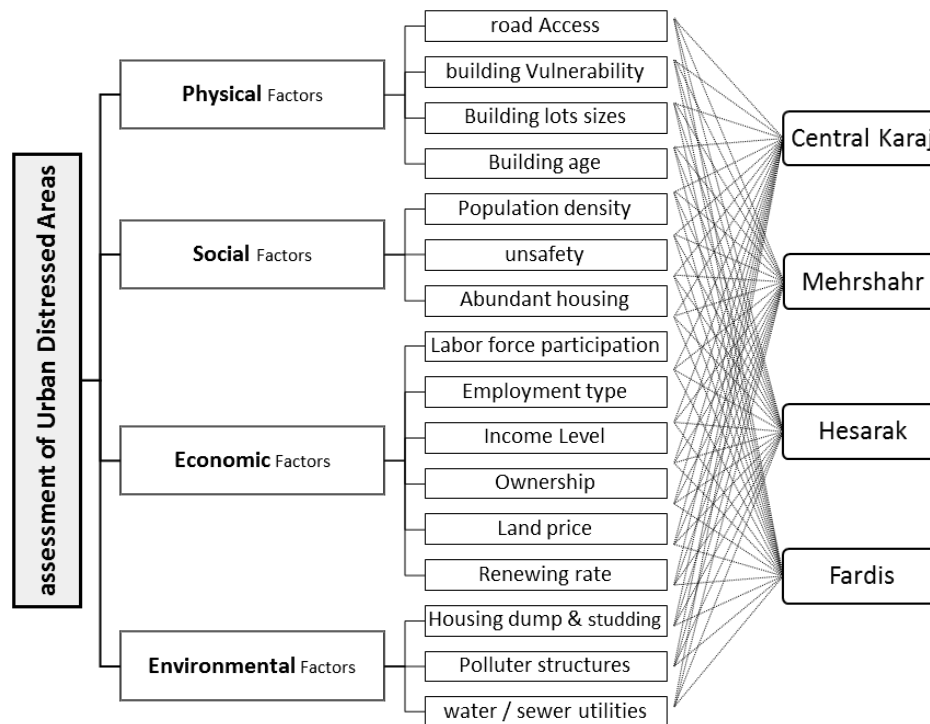 assessment of Urban Distressed Areas
Physical Factors
road Access
building Vulnerability
Building lots sizes
Building age
Social Factors
Population density
unsafety
Abundant housing
Economic Factors
Labor force participation
Employment type
Income Level
Ownership
Land price
Renewing rate
Environmental Factors
Housing dump & studding
Polluter structures
water / sewer utilities
Central Karaj
Mehrshahr
Hesarak
Fardis